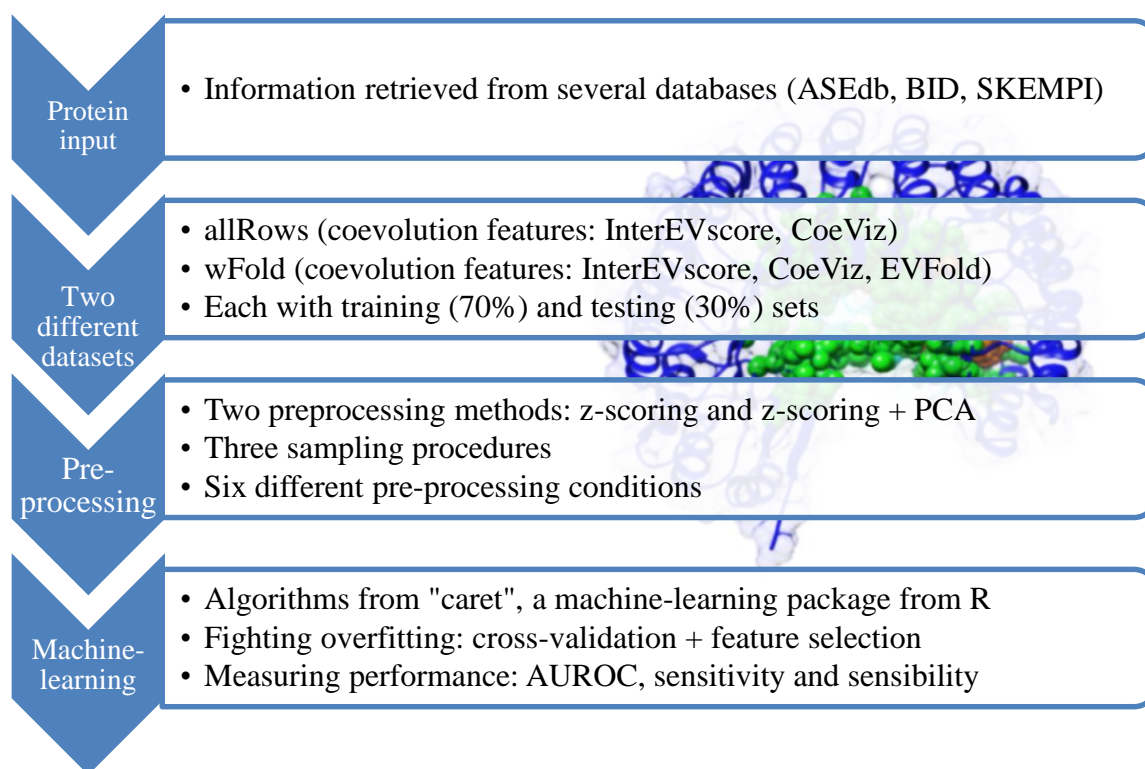 Protein
input
• Information retrieved from several databases (ASEdb, BID, SKEMPI)
Two
different
datasets
• allRows (coevolution features: InterEVscore, CoeViz)
• wFold (coevolution features: InterEVscore, CoeViz, EVFold)
• Each with training (70%) and testing (30%) sets
Pre-
processing
• Two preprocessing methods: z-scoring and z-scoring + PCA
• Three sampling procedures
• Six different pre-processing conditions
Machine-
learning
• Algorithms from "caret", a machine-learning package from R
• Fighting overfitting: cross-validation + feature selection
• Measuring performance: AUROC, sensitivity and sensibility